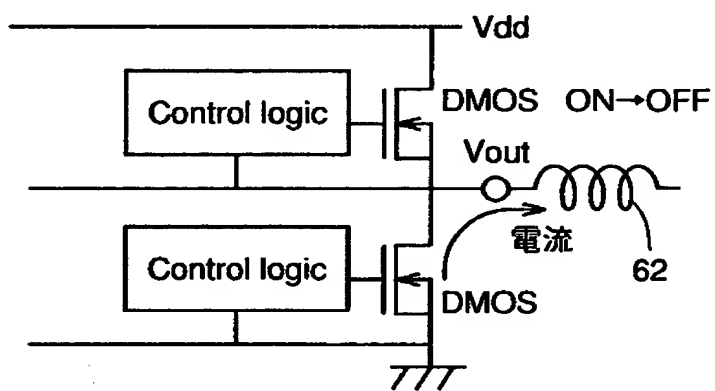 Vdd
Control logic
DMOS ON→OFF
Vout
電流
62
Control logic
DMOS